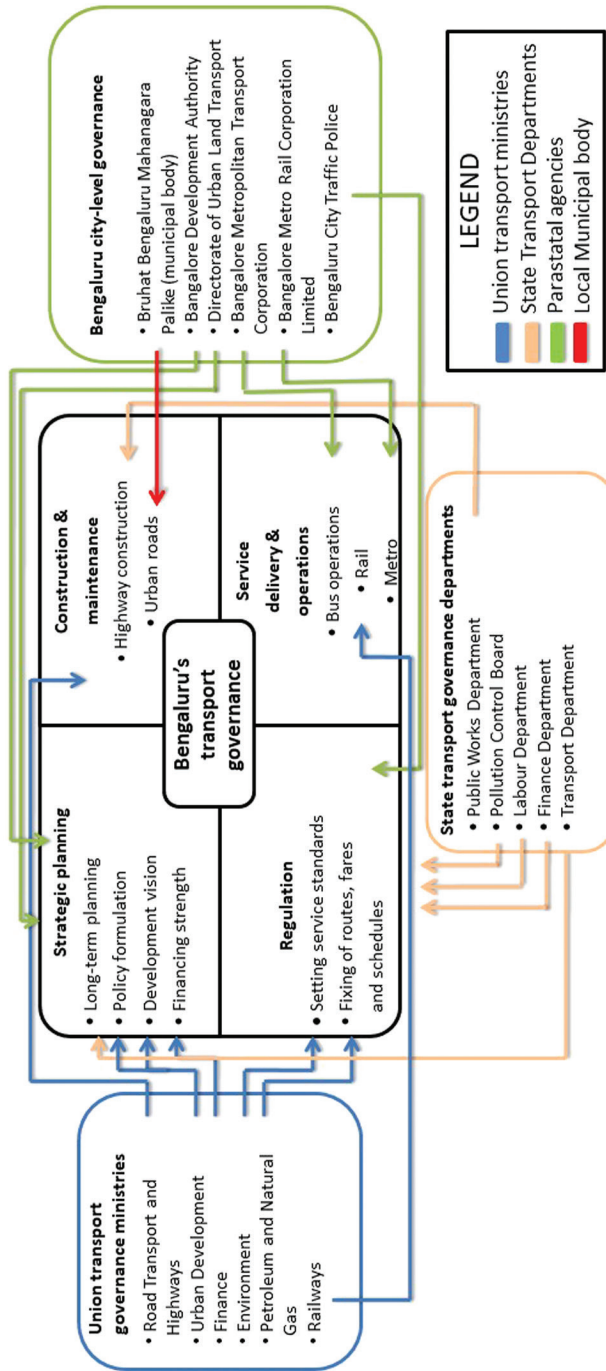 Union transport
governance ministries
• Road Transport and
Highways
• Urban Development
• Finance
• Environment
• Petroleum and Natural
Gas
• Railways
Strategic planning
• Long-term planning
• Policy formulation
• Development vision
• Financing strength
Construction &
maintenance
• Highway construction
• Urban roads
Bengaluru's
transport
governance
Regulation
• Setting service standards
• Fixing of routes, fares
and schedules
Service
delivery &
operations
• Bus operations
• Rail
• Metro
Bengaluru city-level governance
• Bruhat Bengaluru Mahanagara
Palike (municipal body)
• Bangalore Development Authority
• Directorate of Urban Land Transport
• Bangalore Metropolitan Transport
Corporation
• Bangalore Metro Rail Corporation
Limited
• Bengaluru City Traffic Police
State transport governance departments
• Public Works Department
• Pollution Control Board
• Labour Department
• Finance Department
• Transport Department
LEGEND
Union transport ministries
State Transport Departments
Parastatal agencies
Local Municipal body